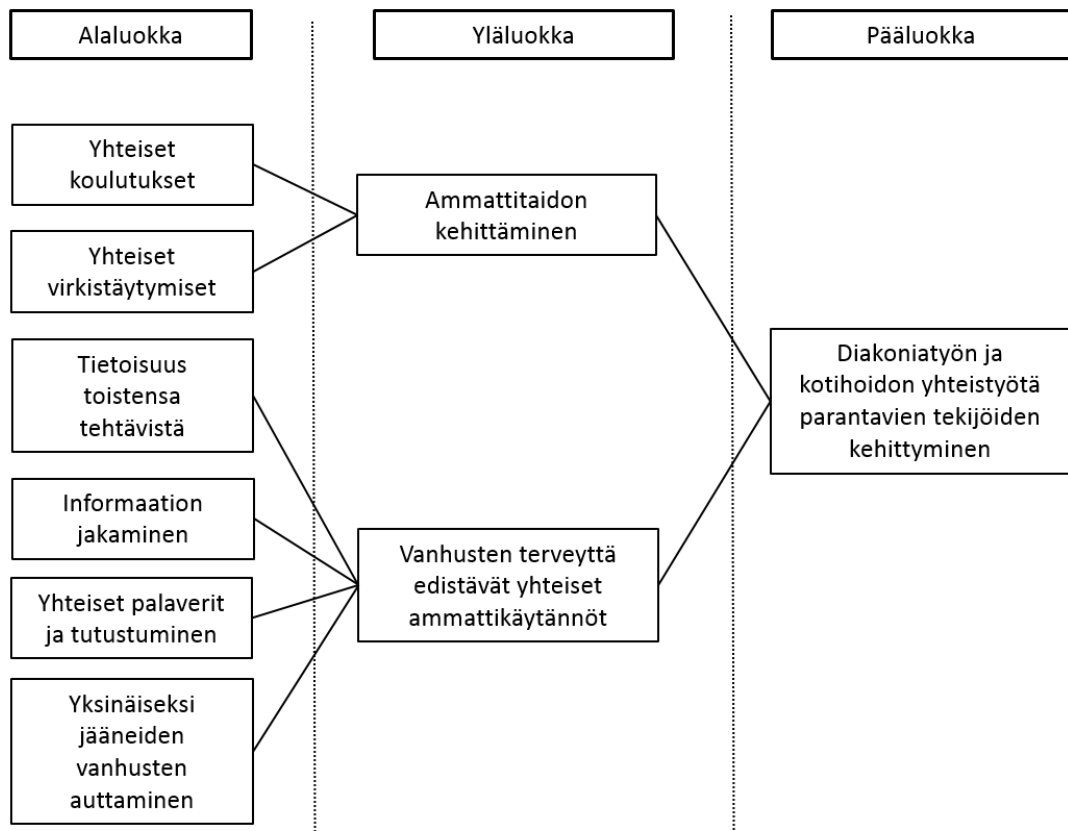 Alaluokka
Yläluokka
Pääluokka
Yhteiset
koulutukset
Yhteiset
virkistäytymiset
Tietoisuus
toistensa
tehtävistä
Informaation
jakaminen
Yhteiset palaverit
ja tutustuminen
Yksinäiseksi
jääneiden
vanhusten
auttaminen
Ammattitaidon
kehittäminen
Vanhusten terveyttä
edistävät yhteiset
ammattikäytännöt
Diakoniatyön ja
kotihoidon yhteistyötä
parantavien tekijöiden
kehittyminen